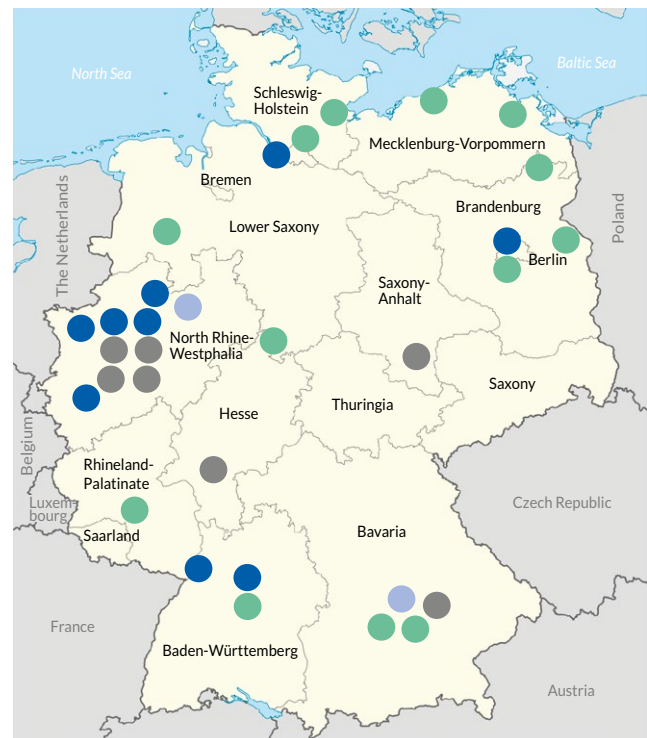 North Sea
Baltic Sea
Schleswig-
Holstein
Mecklenburg-Vorpommern
Bremen
The Netherlands
Brandenburg
Poland
Lower Saxony
Berlin
Saxony-
Anhalt
North Rhine-
Westphalia
Saxony
Thuringia
Hesse
Belgium
Rhineland-
Palatinate
Luxem-
bourg
Czech Republic
Saarland
Bavaria
France
Baden-Württemberg
Austria